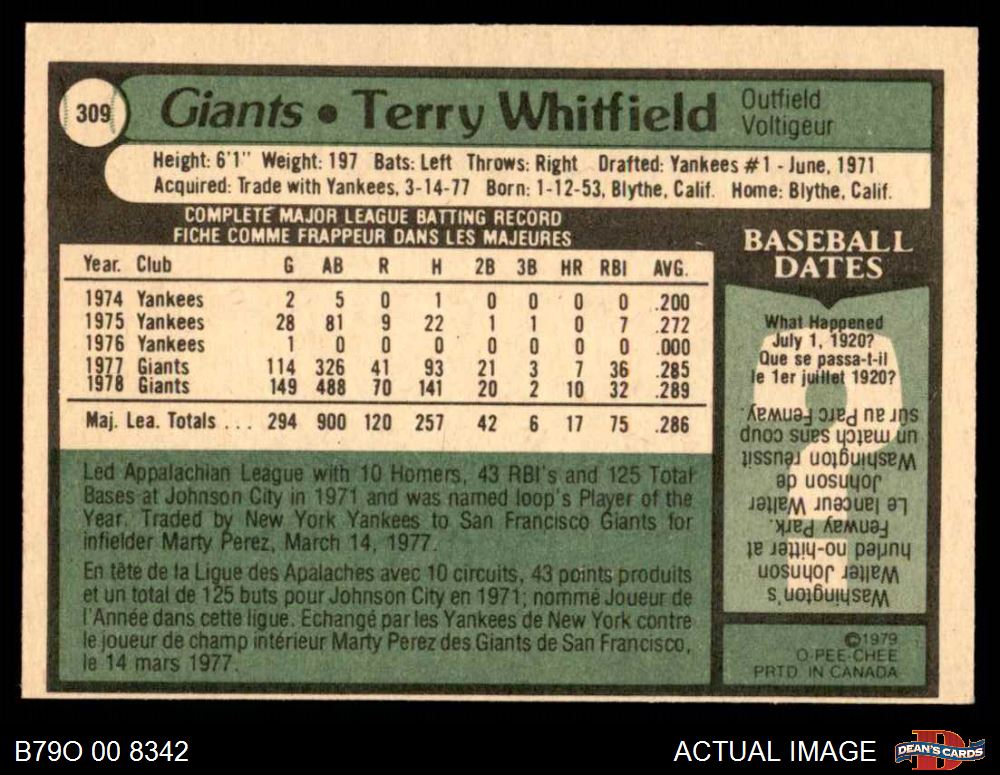 309
Giants • Terry Whitfield
Outfield
Voltigeur
Height: 6'1" Weight: 197 Bats: Left Throws: Right Drafted: Yankees #1 - June, 1971
Acquired: Trade with Yankees, 3-14-77 Born: 1-12-53, Blythe, Calif. Home: Blythe, Calif.
COMPLETE MAJOR LEAGUE BATTING RECORD
FICHE COMME FRAPPEUR DANS LES MAJEURES
Year. Club G AB R H 2B 3B HR RBI AVG.
1974 Yankees 2 5 0 1 0 0 0 0 .200
1975 Yankees 28 81 9 22 1 1 0 7 .272
1976 Yankees 1 0 0 0 0 0 0 0 .000
1977 Giants 114 326 41 93 21 3 7 36 .285
1978 Giants 149 488 70 141 20 2 10 32 .289
Maj. Lea. Totals . . . 294 900 120 257 42 6 17 75 .286
Led Appalachian League with 10 Homers, 43 RBI's and 125 Total
Bases at Johnson City in 1971 and was named loop's Player of the
Year. Traded by New York Yankees to San Francisco Giants for
infielder Marty Perez, March 14, 1977.
En tête de la Ligue des Apalaches avec 10 circuits, 43 points produits
et un total de 125 buts pour Johnson City en 1971; nommé Joueur de
l'Année dans cette ligue. Echangé par les Yankees de New York contre
le joueur de champ intérieur Marty Perez des Giants de San Francisco,
le 14 mars 1977.
BASEBALL
DATES
What Happened
July 1, 1920?
Que se passa-t-il
le 1er juillet 1920?
Washington's
Walter Johnson
hurled no-hitter at
Fenway Park.
Le lanceur Walter
Johnson de
Washington réussit
un match sans coup
sûr au Parc Fenway.
©1979
O-PEE-CHEE
PRTD. IN CANADA
B79O 00 8342
ACTUAL IMAGE
D
DEAN'S CARDS